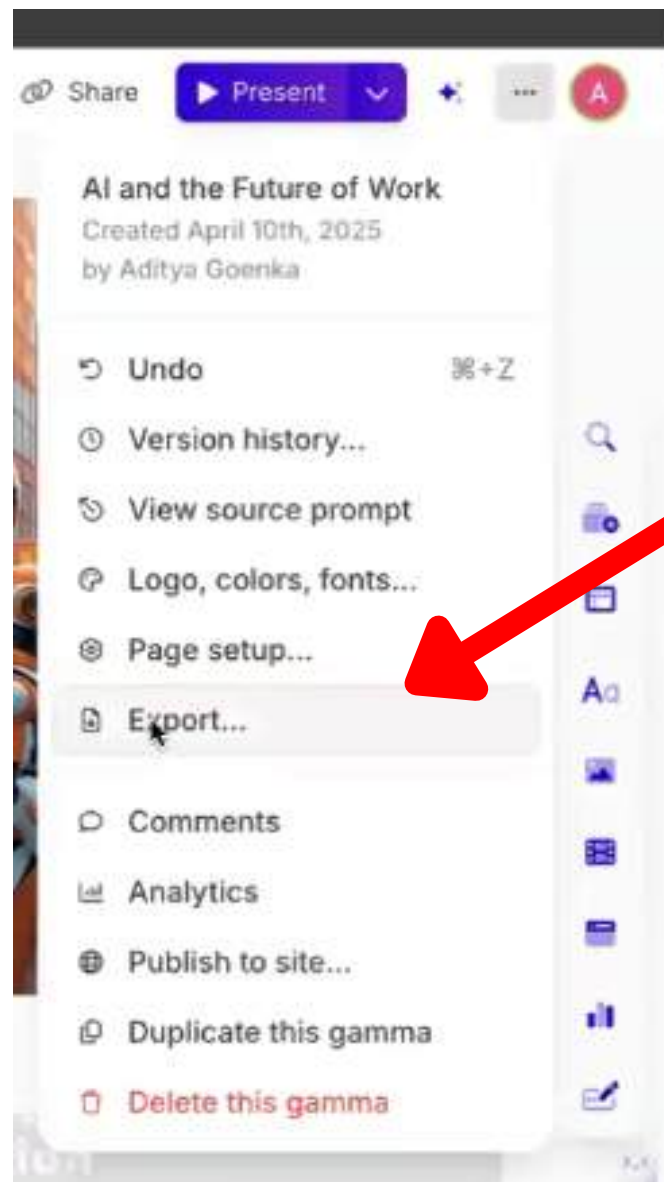 Share Present A
AI and the Future of Work
Created April 10th, 2025
by Aditya Goenka
Undo ⌘+Z
Version history...
View source prompt
Logo, colors, fonts...
Page setup...
Aa
Export...
Comments
Analytics
Publish to site...
Duplicate this gamma
Delete this gamma